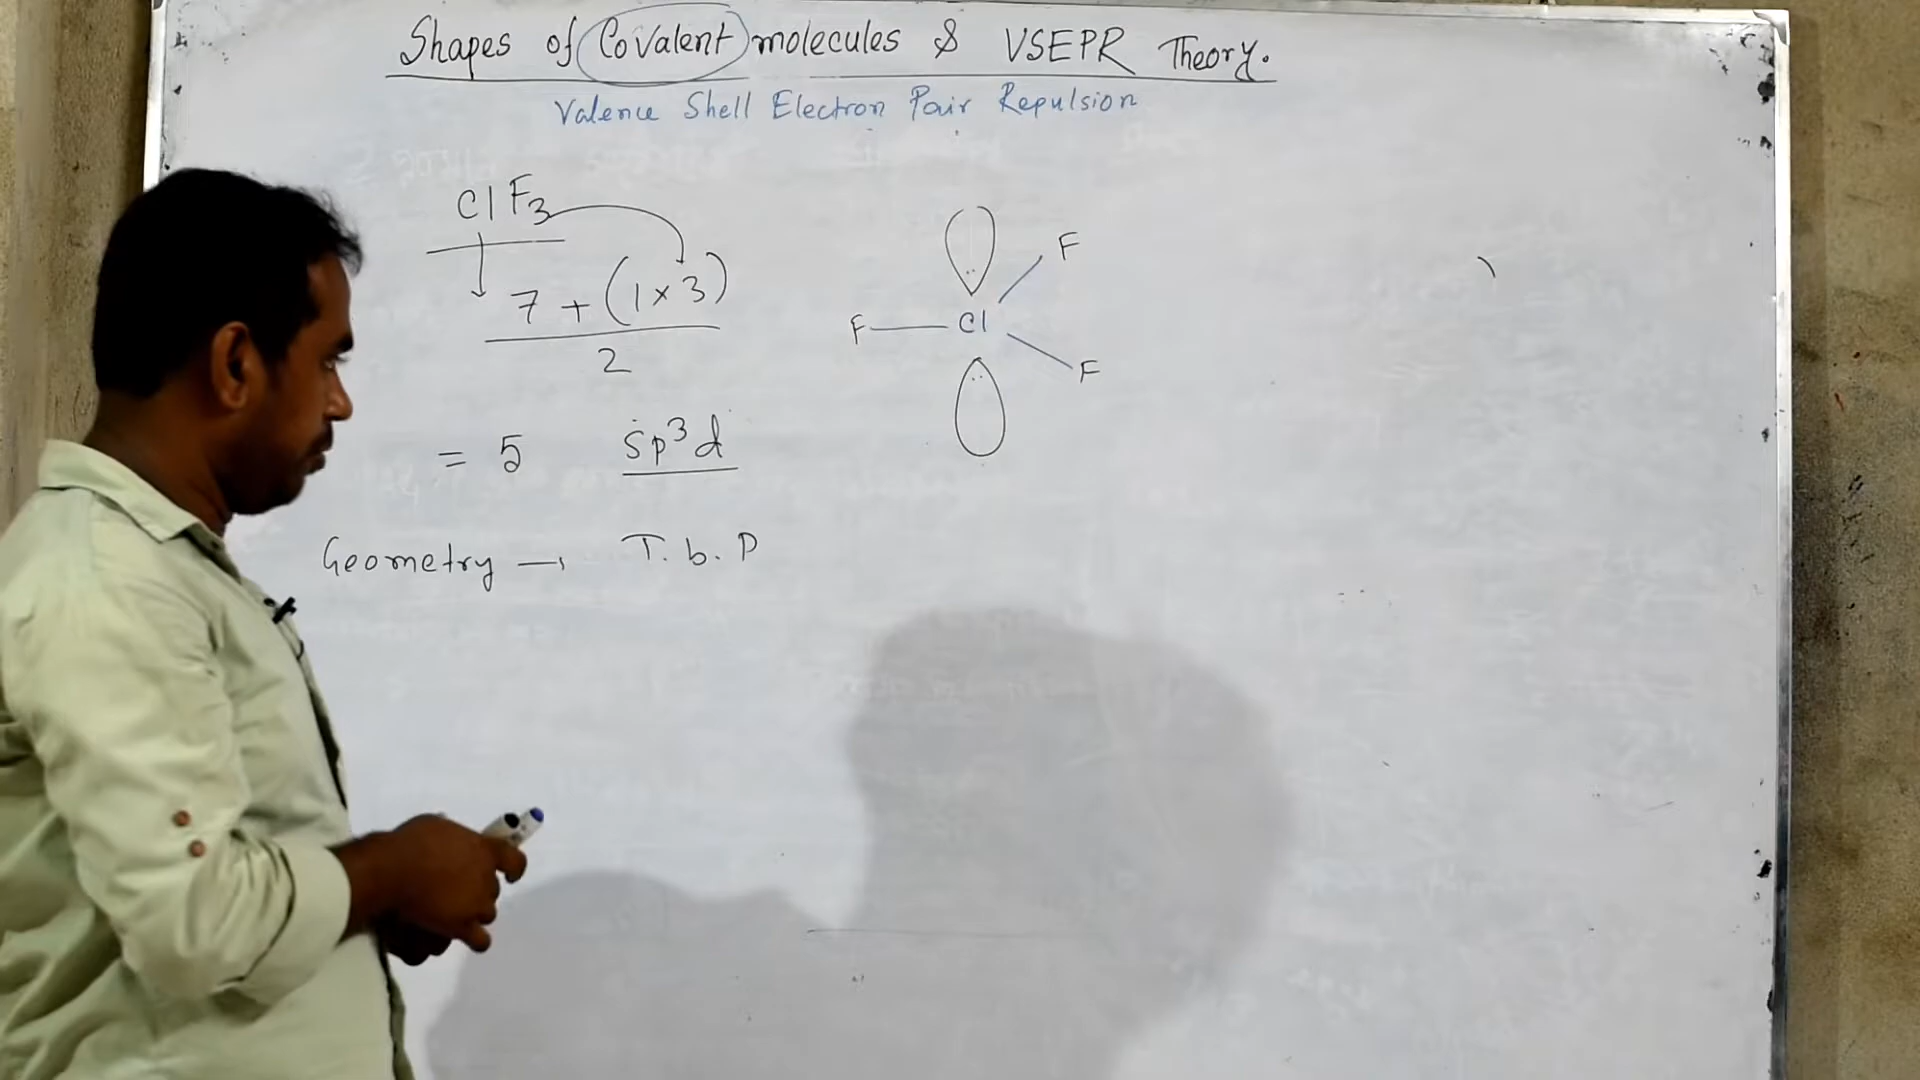 Shapes of Covalent molecules & VSEPR Theory.
Valence Shell Electron Pair Repulsion
ClF3
7 + (1 × 3)
2
= 5 sp³d
Geometry → T. b. P
F
F Cl
F